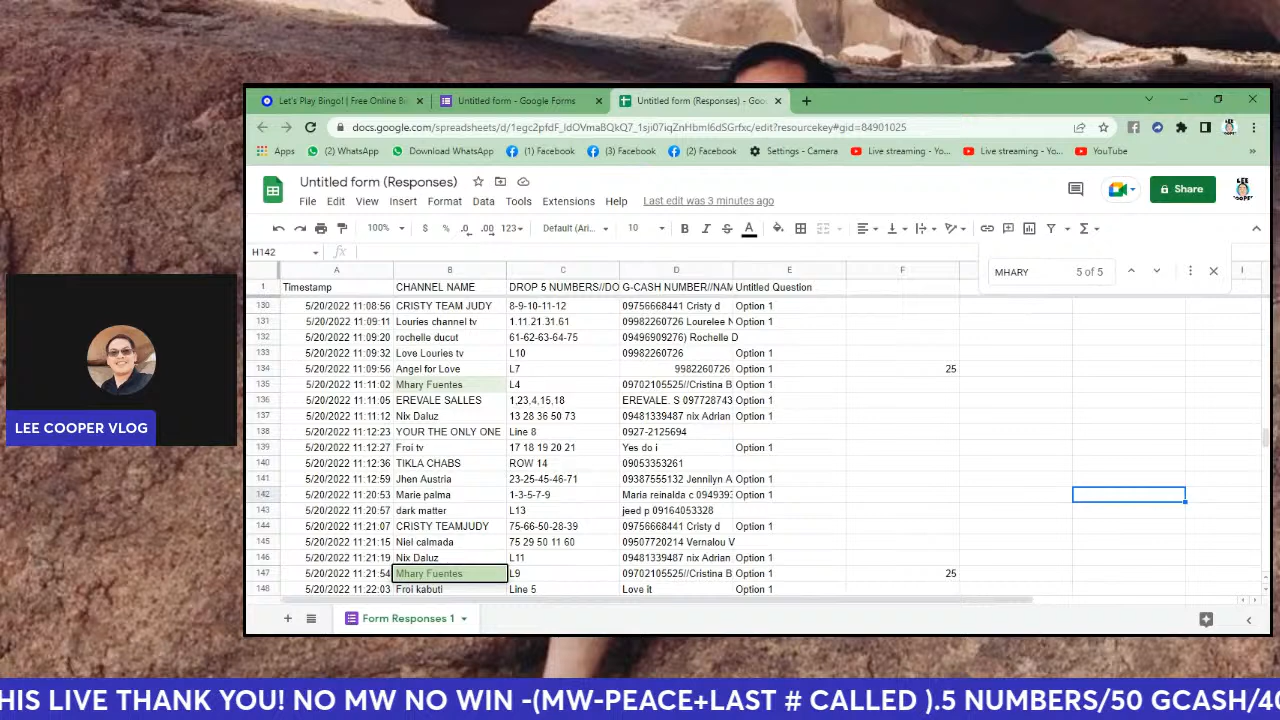 Let's Play Bingo! | Free Online B
Untitled form - Google Forms
Untitled form (Responses) - Goo
docs.google.com/spreadsheets/d/1egc2pfdF_IdOVma8QkQ7_1sji07iqZnHbmI6dSGrfxc/edit?resourcekey#gid=84901025
Apps (2) WhatsApp Download WhatsApp (1) Facebook (3) Facebook (2) Facebook Settings - Camera Live streaming - Yo... Live streaming - Yo... YouTube »
Untitled form (Responses)
Share
LEE COOPER
File Edit View Insert Format Data Tools Extensions Help Last edit was 3 minutes ago
100% $ % .0 .00 123 Default (Ari... 10 B I S A
H142 fx
MHARY 5 of 5
A B C D E F I
1 Timestamp CHANNEL NAME DROP 5 NUMBERS//DO G-CASH NUMBER//NAM Untitled Question
130 5/20/2022 11:08:56 CRISTY TEAM JUDY 8-9-10-11-12 09756668441 Cristy d Option 1
131 5/20/2022 11:09:11 Louries channel tv 1.11.21.31.61 09982260726 Lourelee N Option 1
132 5/20/2022 11:09:20 rochelle ducut 61-62-63-64-75 09496909276) Rochelle D
133 5/20/2022 11:09:32 Love Louries tv L10 09982260726 Option 1
134 5/20/2022 11:09:56 Angel for Love L7 9982260726 Option 1 25
135 5/20/2022 11:11:02 Mhary Fuentes L4 09702105525//Cristina B Option 1
136 5/20/2022 11:11:05 EREVALE SALLES 1,23,4,15,18 EREVALE. S 097728743 Option 1
137 5/20/2022 11:11:12 Nix Daluz 13 28 36 50 73 09481339487 nix Adrian Option 1
138 5/20/2022 11:12:23 YOUR THE ONLY ONE Line 8 0927-2125694
139 5/20/2022 11:12:27 Froi tv 17 18 19 20 21 Yes do i Option 1
140 5/20/2022 11:12:36 TIKLA CHABS ROW 14 09053353261
141 5/20/2022 11:12:59 Jhen Austria 23-25-45-46-71 09387555132 Jennilyn A Option 1
142 5/20/2022 11:20:53 Marie palma 1-3-5-7-9 Maria reinalda c 0949393 Option 1
143 5/20/2022 11:20:57 dark matter L13 jeed p 09164053328
144 5/20/2022 11:21:07 CRISTY TEAMJUDY 75-66-50-28-39 09756668441 Cristy d Option 1
145 5/20/2022 11:21:15 Niel calmada 75 29 50 11 60 09507720214 Vernalou V
146 5/20/2022 11:21:19 Nix Daluz L11 09481339487 nix Adrian Option 1
147 5/20/2022 11:21:54 Mhary Fuentes L9 09702105525//Cristina B Option 1 25
148 5/20/2022 11:22:03 Froi kabuti Line 5 Love it Option 1
Form Responses 1
LEE COOPER VLOG
HIS LIVE THANK YOU! NO MW NO WIN -(MW-PEACE+LAST # CALLED ).5 NUMBERS/50 GCASH/40